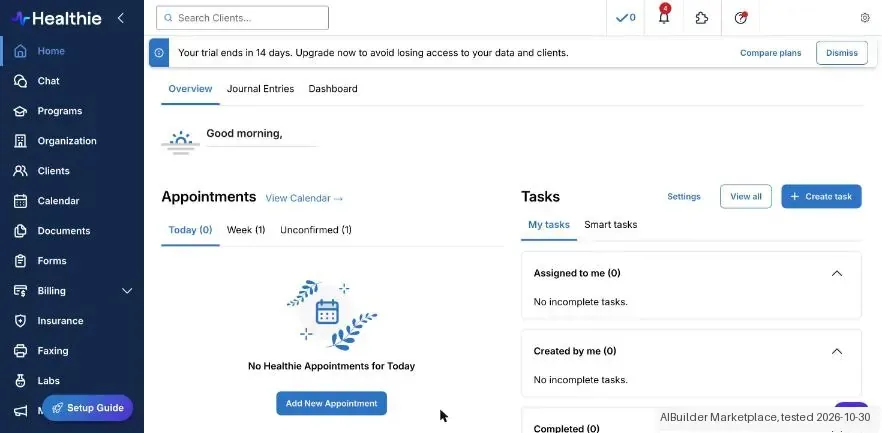 Healthie
Search Clients...
0
4
Your trial ends in 14 days. Upgrade now to avoid losing access to your data and clients.
Compare plans
Dismiss
Home
Chat
Programs
Organization
Clients
Calendar
Documents
Forms
Billing
Insurance
Faxing
Labs
Setup Guide
Overview Journal Entries Dashboard
Good morning,
Appointments View Calendar →
Today (0) Week (1) Unconfirmed (1)
No Healthie Appointments for Today
Add New Appointment
Tasks Settings View all + Create task
My tasks Smart tasks
Assigned to me (0)
No incomplete tasks.
Created by me (0)
No incomplete tasks.
Completed (0)
AIBuilder Marketplace, tested 2026-10-30